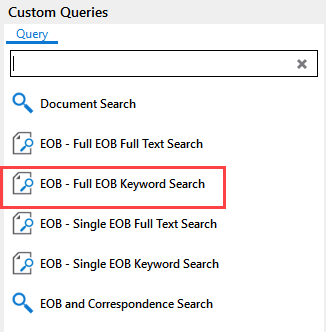 Custom Queries
Query
Document Search
EOB - Full EOB Full Text Search
EOB - Full EOB Keyword Search
EOB - Single EOB Full Text Search
EOB - Single EOB Keyword Search
EOB and Correspondence Search